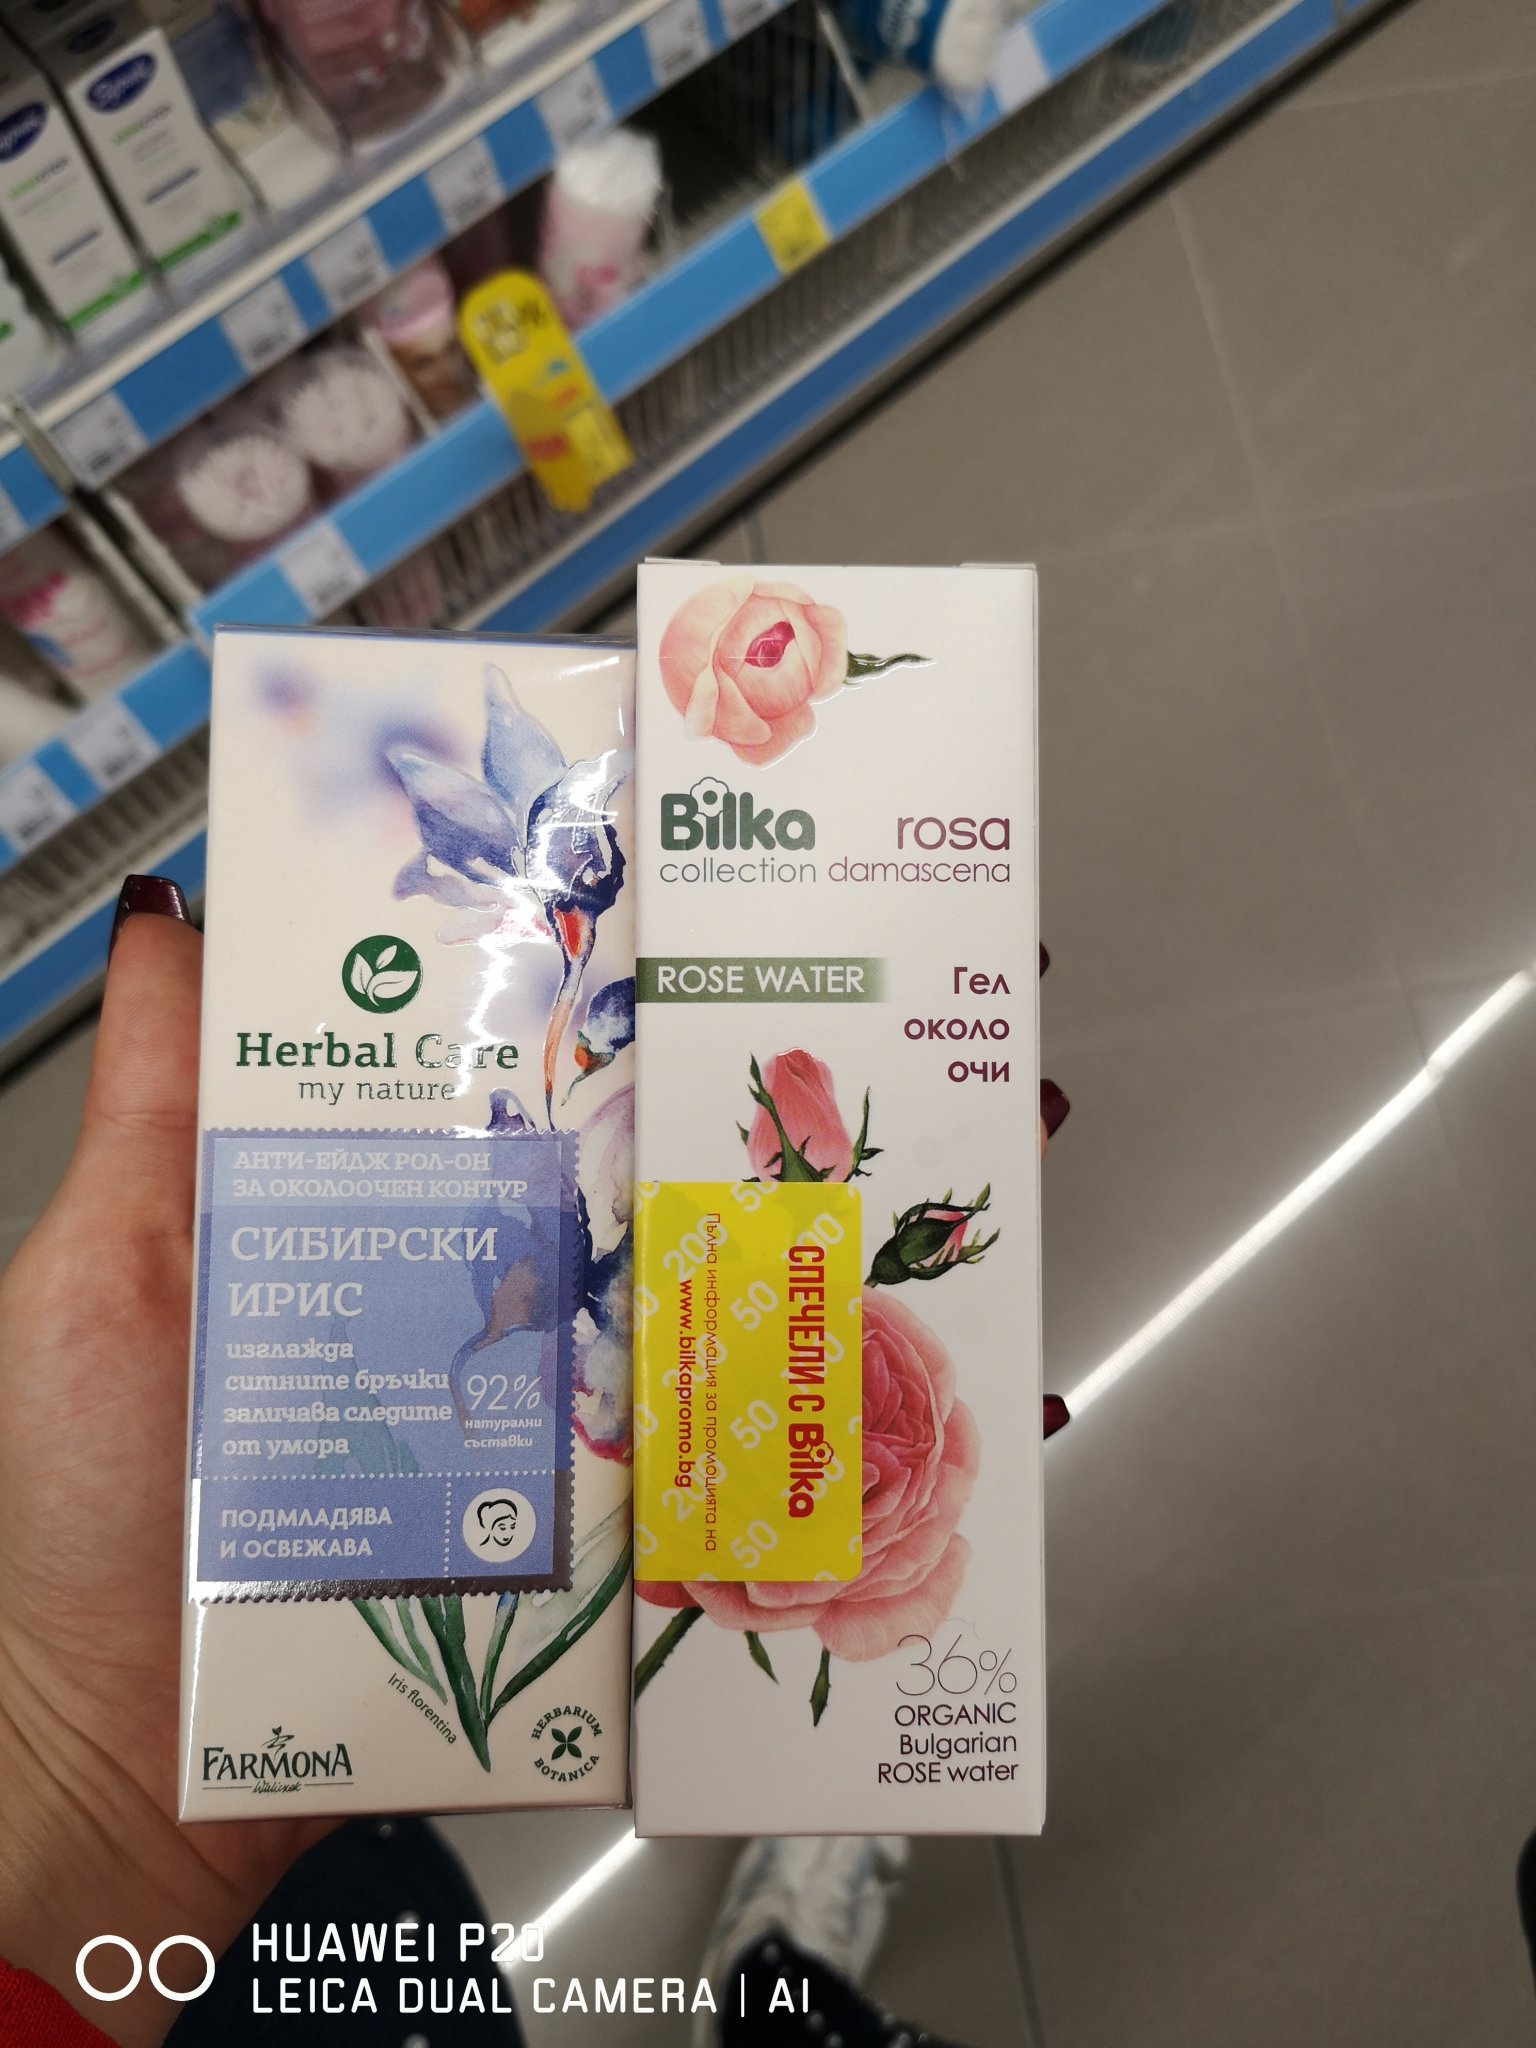 Herbal Care
my nature
АНТИ-ЕЙДЖ РОЛ-ОН
ЗА ОКОЛООЧЕН КОНТУР
СИБИРСКИ
ИРИС
изглажда
ситните бръчки
заличава следите
от умора
92%
натурални
съставки
ПОДМЛАДЯВА
И ОСВЕЖАВА
Iris florentina
FARMONA
HERBARIUM
BOTANICA
Bilka rosa
collection damascena
ROSE WATER
Гел
около
очи
СПЕЧЕЛИ С Bilka
Пълна информация за промоцията на
www.bilkapromo.bg
36%
ORGANIC
Bulgarian
ROSE water
HUAWEI P20
LEICA DUAL CAMERA | AI